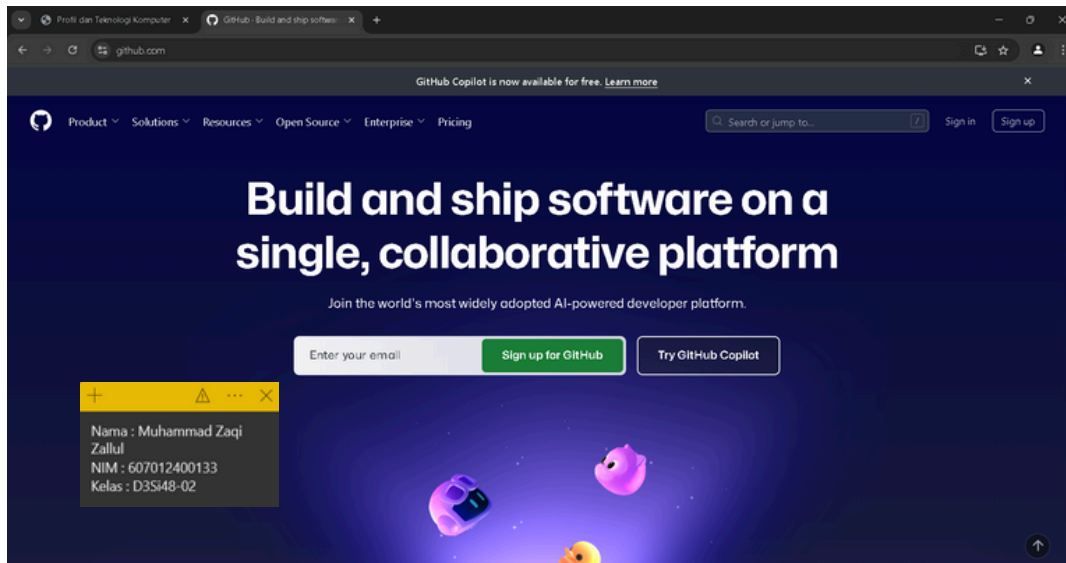 Profil dan Teknologi Komputer
GitHub · Build and ship softwar
github.com
GitHub Copilot is now available for free. Learn more
Product
Solutions
Resources
Open Source
Enterprise
Pricing
Search or jump to...
/
Sign in
Sign up
Build and ship software on a
single, collaborative platform
Join the world's most widely adopted AI-powered developer platform.
Enter your email
Sign up for GitHub
Try GitHub Copilot
Nama : Muhammad Zaqi
Zallul
NIM : 607012400133
Kelas : D3Si48-02